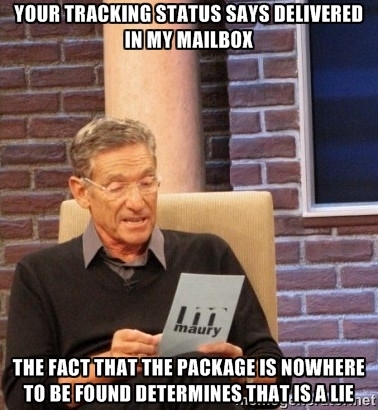 YOUR TRACKING STATUS SAYS DELIVERED
IN MY MAILBOX
maury
THE FACT THAT THE PACKAGE IS NOWHERE
TO BE FOUND DETERMINES THAT IS A LIE